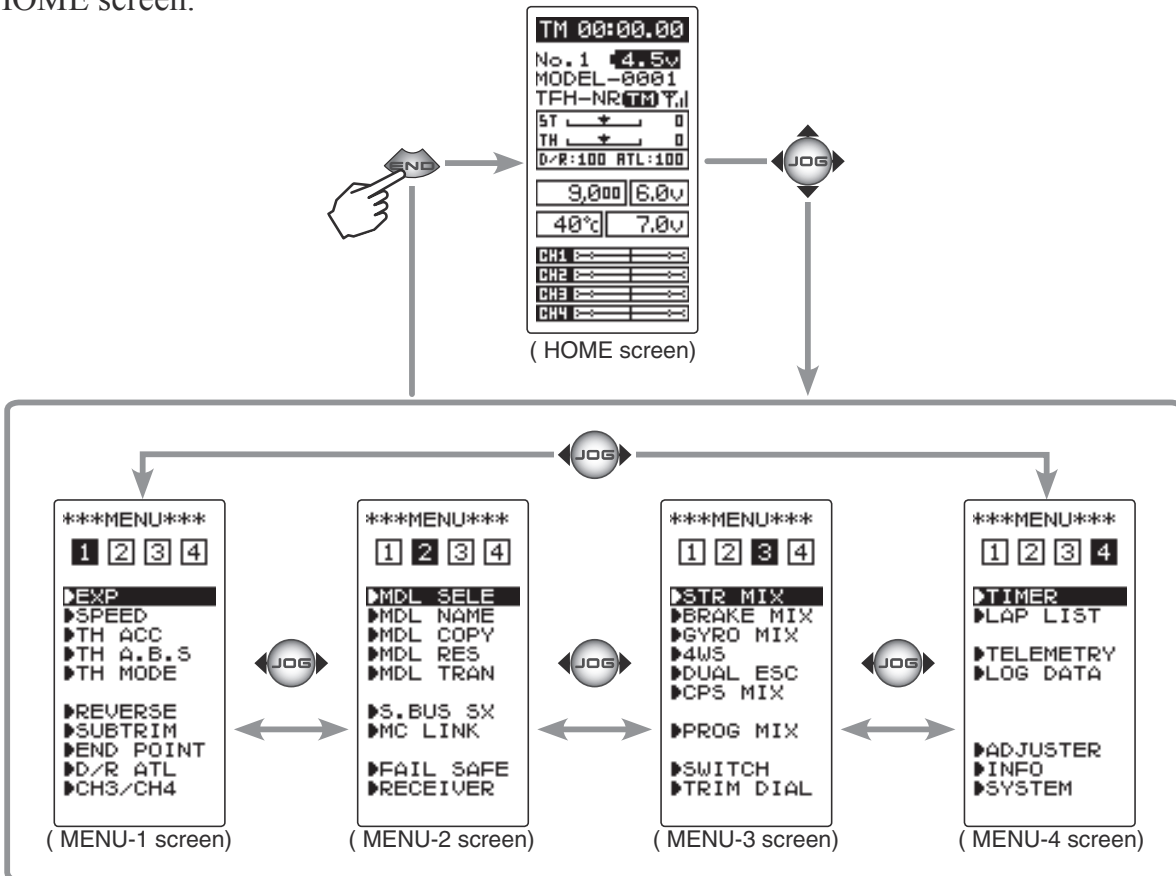 HOME screen.
TM 00:00.00
No.1 4.5v
MODEL-0001
TFH-NR TM
ST 0
TH 0
D/R:100 ATL:100
9,000 6.0v
40℃ 7.0v
CH1
CH2
CH3
CH4
END
JOG
( HOME screen)
JOG
***MENU***
1 2 3 4
EXP
SPEED
TH ACC
TH A.B.S
TH MODE
REVERSE
SUBTRIM
END POINT
D/R ATL
CH3/CH4
( MENU-1 screen)
JOG
***MENU***
1 2 3 4
MDL SELE
MDL NAME
MDL COPY
MDL RES
MDL TRAN
S.BUS SX
MC LINK
FAIL SAFE
RECEIVER
( MENU-2 screen)
JOG
***MENU***
1 2 3 4
STR MIX
BRAKE MIX
GYRO MIX
4WS
DUAL ESC
CPS MIX
PROG MIX
SWITCH
TRIM DIAL
( MENU-3 screen)
JOG
***MENU***
1 2 3 4
TIMER
LAP LIST
TELEMETRY
LOG DATA
ADJUSTER
INFO
SYSTEM
( MENU-4 screen)